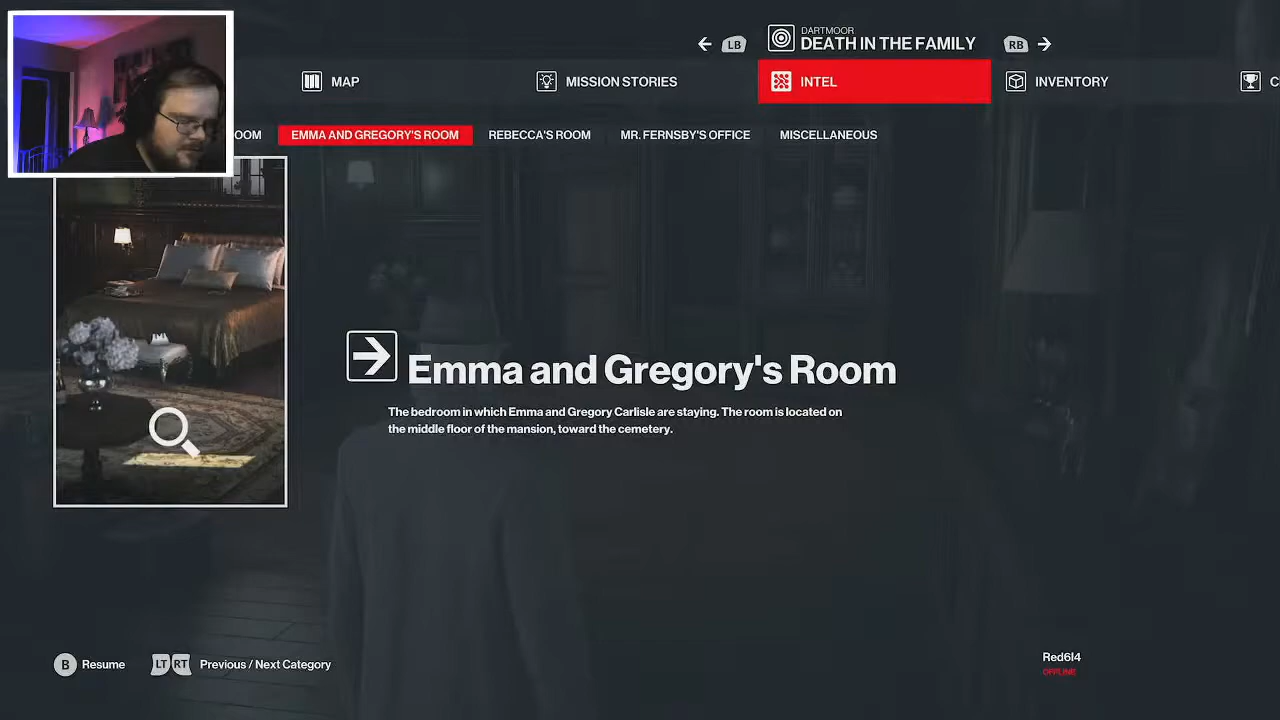 DARTMOOR
LB
DEATH IN THE FAMILY
RB
MAP
MISSION STORIES
INTEL
INVENTORY
C
OOM
EMMA AND GREGORY'S ROOM
REBECCA'S ROOM
MR. FERNSBY'S OFFICE
MISCELLANEOUS
Emma and Gregory's Room
The bedroom in which Emma and Gregory Carlisle are staying. The room is located on
the middle floor of the mansion, toward the cemetery.
B Resume
LT RT Previous / Next Category
Red6l4
OFFLINE